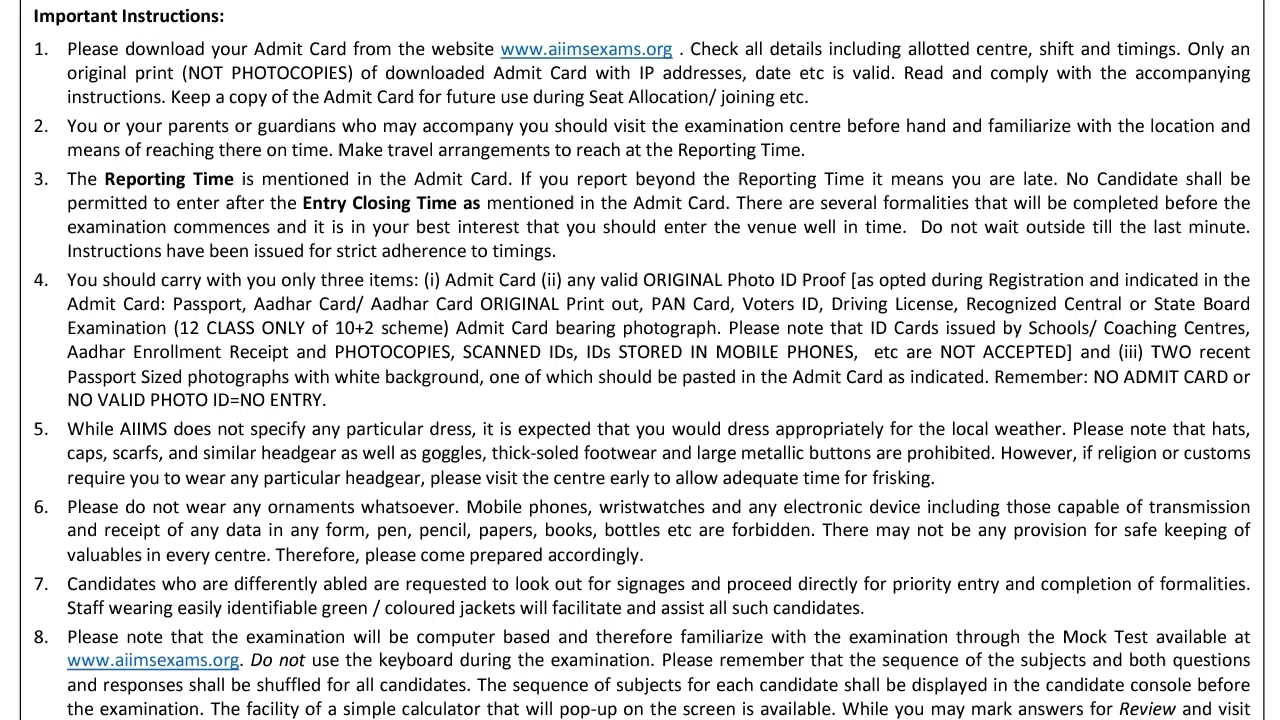 Important Instructions:
1. Please download your Admit Card from the website www.aiimsexams.org . Check all details including allotted centre, shift and timings. Only an
original print (NOT PHOTOCOPIES) of downloaded Admit Card with IP addresses, date etc is valid. Read and comply with the accompanying
instructions. Keep a copy of the Admit Card for future use during Seat Allocation/ joining etc.
2. You or your parents or guardians who may accompany you should visit the examination centre before hand and familiarize with the location and
means of reaching there on time. Make travel arrangements to reach at the Reporting Time.
3. The Reporting Time is mentioned in the Admit Card. If you report beyond the Reporting Time it means you are late. No Candidate shall be
permitted to enter after the Entry Closing Time as mentioned in the Admit Card. There are several formalities that will be completed before the
examination commences and it is in your best interest that you should enter the venue well in time. Do not wait outside till the last minute.
Instructions have been issued for strict adherence to timings.
4. You should carry with you only three items: (i) Admit Card (ii) any valid ORIGINAL Photo ID Proof [as opted during Registration and indicated in the
Admit Card: Passport, Aadhar Card/ Aadhar Card ORIGINAL Print out, PAN Card, Voters ID, Driving License, Recognized Central or State Board
Examination (12 CLASS ONLY of 10+2 scheme) Admit Card bearing photograph. Please note that ID Cards issued by Schools/ Coaching Centres,
Aadhar Enrollment Receipt and PHOTOCOPIES, SCANNED IDs, IDs STORED IN MOBILE PHONES, etc are NOT ACCEPTED] and (iii) TWO recent
Passport Sized photographs with white background, one of which should be pasted in the Admit Card as indicated. Remember: NO ADMIT CARD or
NO VALID PHOTO ID=NO ENTRY.
5. While AIIMS does not specify any particular dress, it is expected that you would dress appropriately for the local weather. Please note that hats,
caps, scarfs, and similar headgear as well as goggles, thick-soled footwear and large metallic buttons are prohibited. However, if religion or customs
require you to wear any particular headgear, please visit the centre early to allow adequate time for frisking.
6. Please do not wear any ornaments whatsoever. Mobile phones, wristwatches and any electronic device including those capable of transmission
and receipt of any data in any form, pen, pencil, papers, books, bottles etc are forbidden. There may not be any provision for safe keeping of
valuables in every centre. Therefore, please come prepared accordingly.
7. Candidates who are differently abled are requested to look out for signages and proceed directly for priority entry and completion of formalities.
Staff wearing easily identifiable green / coloured jackets will facilitate and assist all such candidates.
8. Please note that the examination will be computer based and therefore familiarize with the examination through the Mock Test available at
www.aiimsexams.org. Do not use the keyboard during the examination. Please remember that the sequence of the subjects and both questions
and responses shall be shuffled for all candidates. The sequence of subjects for each candidate shall be displayed in the candidate console before
the examination. The facility of a simple calculator that will pop-up on the screen is available. While you may mark answers for Review and visit